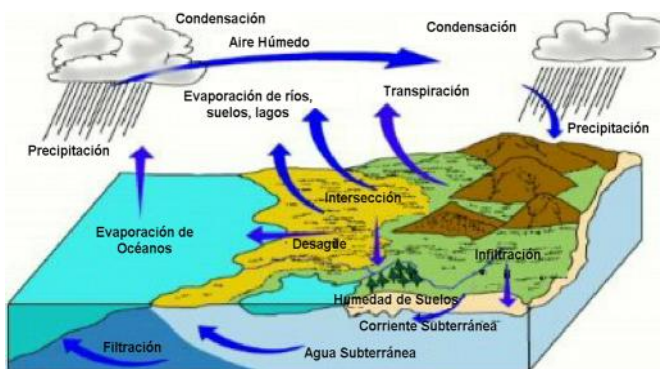 Condensación
Condensación
Aire Húmedo
Evaporación de ríos,
suelos, lagos
Transpiración
Precipitación
Precipitación
Intersección
Evaporación de
Océanos
Desagüe
Infiltración
Humedad de Suelos
Corriente Subterránea
Filtración
Agua Subterránea